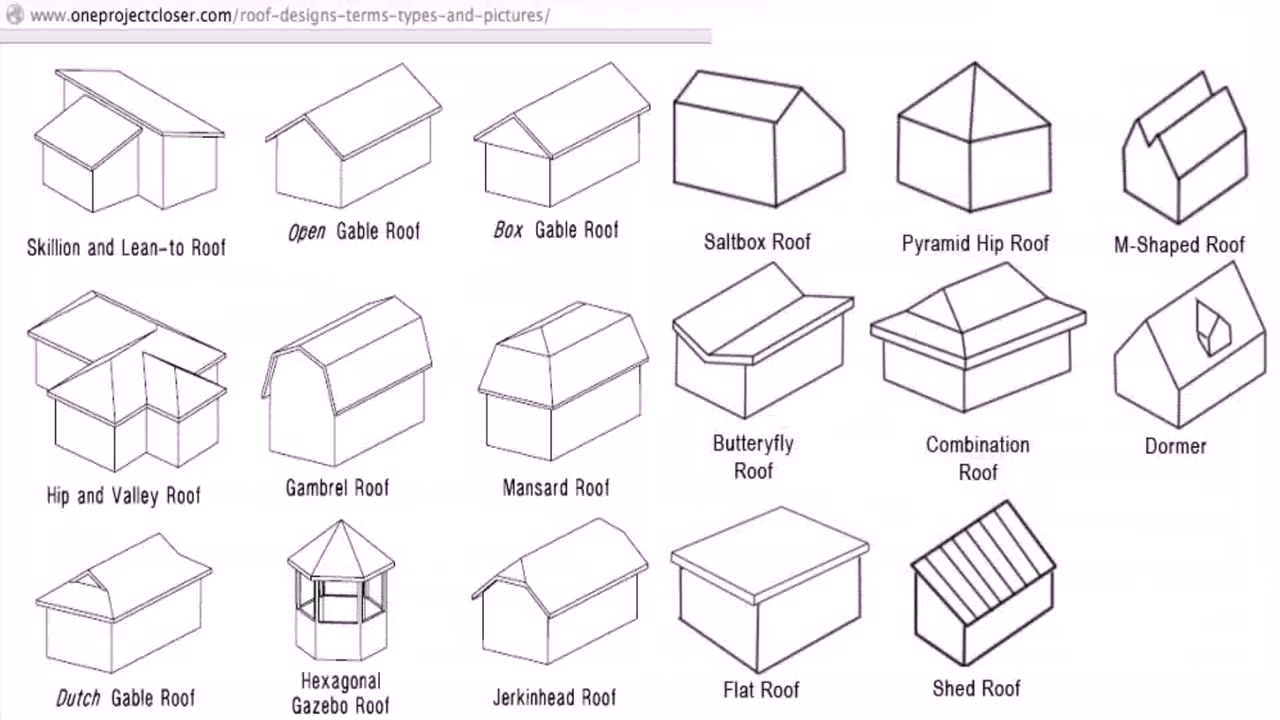 www.oneprojectcloser.com/roof-designs-terms-types-and-pictures/
Skillion and Lean-to Roof
Open Gable Roof
Box Gable Roof
Saltbox Roof
Pyramid Hip Roof
M-Shaped Roof
Hip and Valley Roof
Gambrel Roof
Mansard Roof
Butteryfly
Roof
Combination
Roof
Dormer
Dutch Gable Roof
Hexagonal
Gazebo Roof
Jerkinhead Roof
Flat Roof
Shed Roof